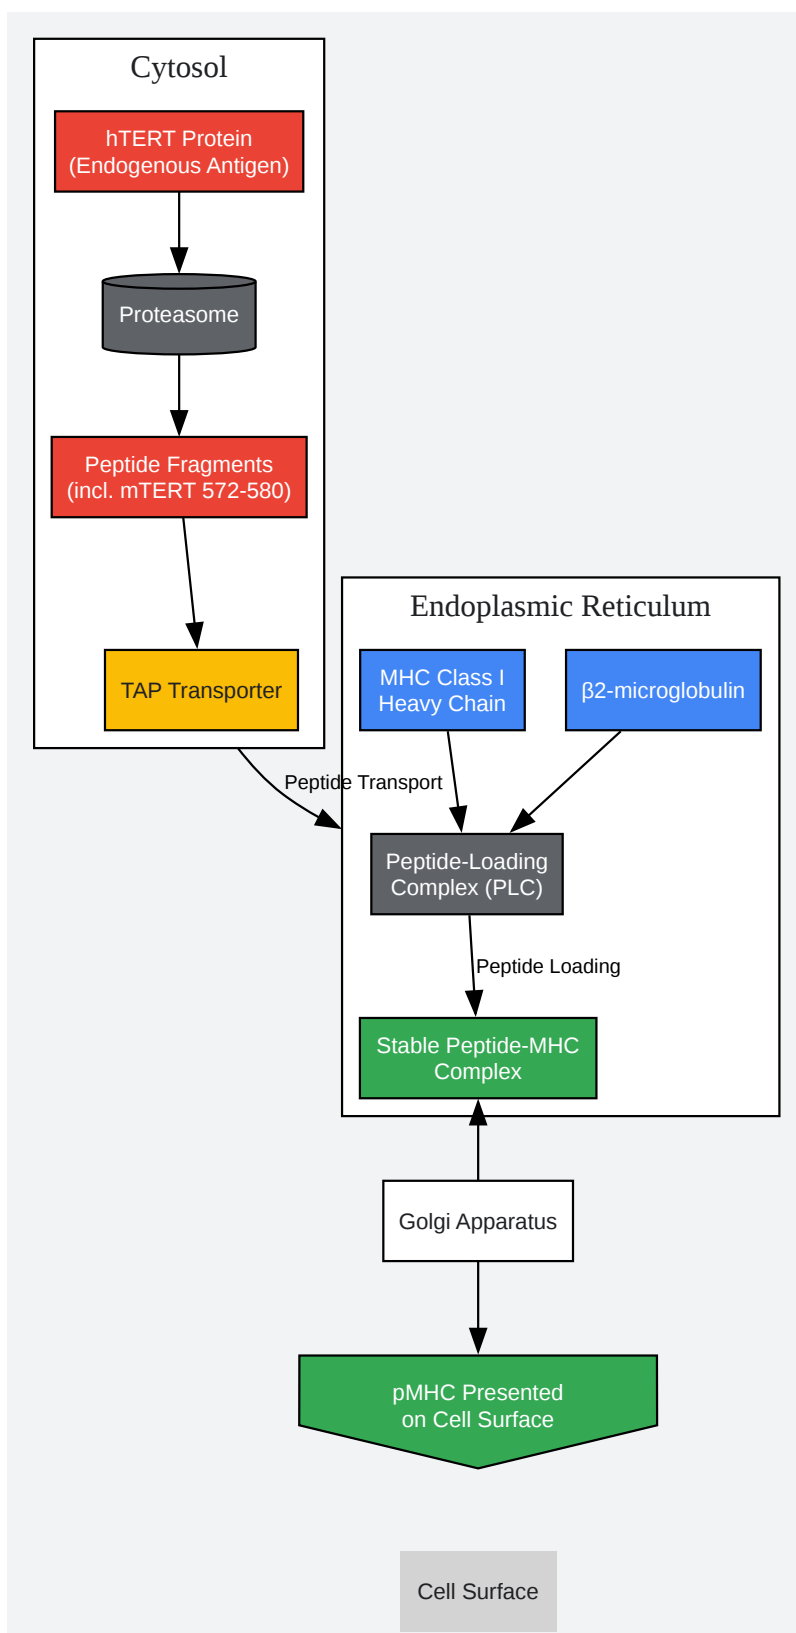 Cytosol
hTERT Protein
(Endogenous Antigen)
Proteasome
Peptide Fragments
(incl. mTERT 572-580)
TAP Transporter
Endoplasmic Reticulum
MHC Class I
Heavy Chain
β2-microglobulin
Peptide Transport
Peptide-Loading
Complex (PLC)
Peptide Loading
Stable Peptide-MHC
Complex
Golgi Apparatus
pMHC Presented
on Cell Surface
Cell Surface